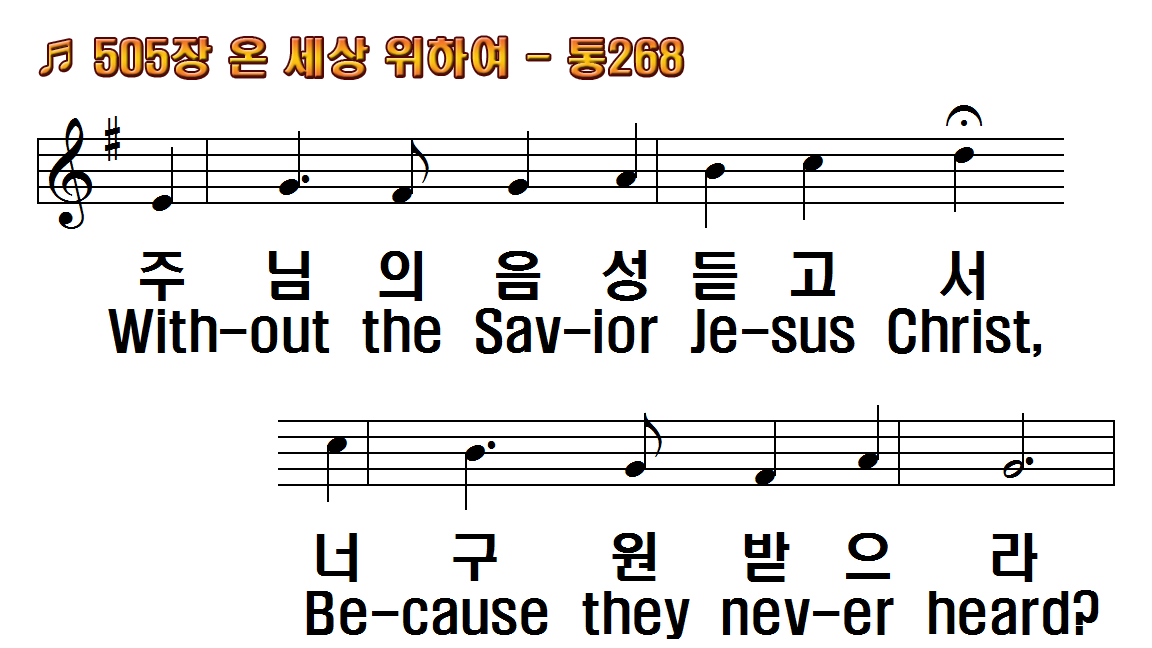 ♬ 505장 온 세상 위하여 - 통268
주 님 의 음 성 듣 고 서
With-out the Sav-ior Je-sus Christ,
너 구 원 받 으 라
Be-cause they nev-er heard?